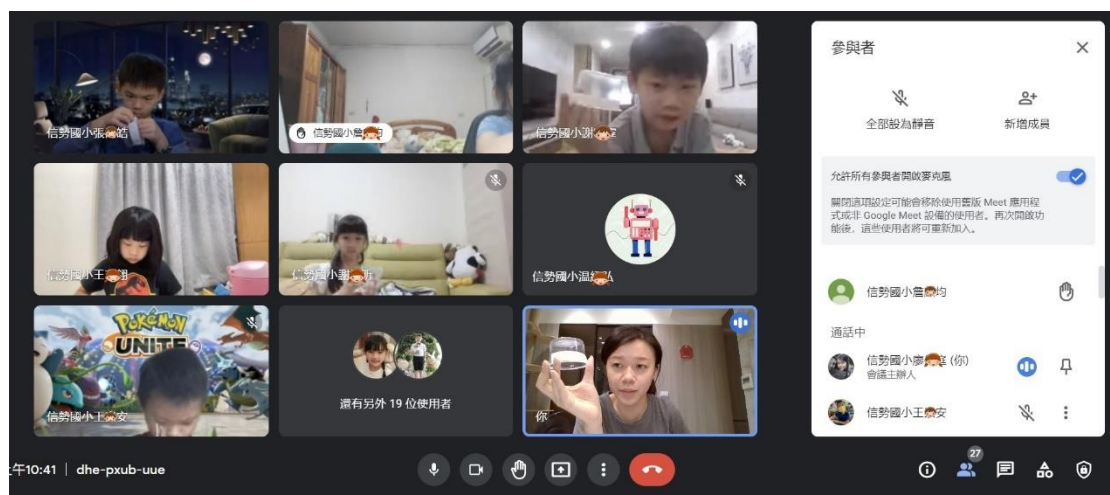 信勢國小張 皓
信勢國小詹 均
信勢國小謝
信勢國小王 翊
信勢國小謝 昕
信勢國小温 弘
POKÉMON
UNITE
信勢國小王 安
還有另外 19 位使用者
你
參與者
全部設為靜音
新增成員
允許所有參與者開啟麥克風
關閉這項設定可能會移除使用舊版 Meet 應用程
式或非 Google Meet 設備的使用者。再次開啟功
能後，這些使用者將可重新加入。
信勢國小詹 均
通話中
信勢國小廖 庭 (你)
會議主辦人
信勢國小王 安
午10:41 | dhe-pxub-uue
27